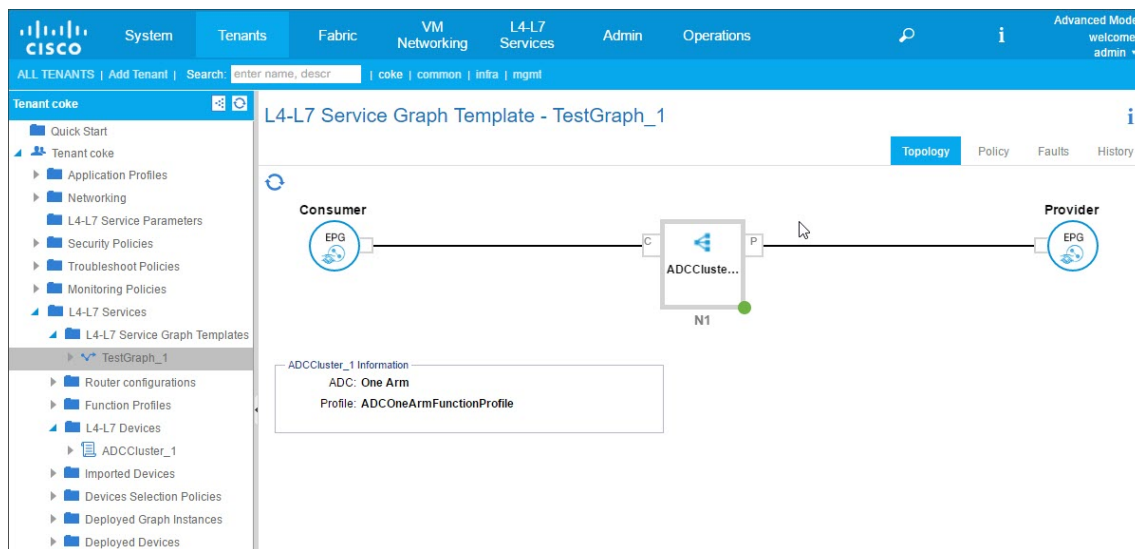 CISCO
System
Tenants
Fabric
VM
Networking
L4-L7
Services
Admin
Operations
i
Advanced Mode
welcome
admin
ALL TENANTS | Add Tenant | Search: enter name, descr | coke | common | infra | mgmt
Tenant coke
Quick Start
Tenant coke
Application Profiles
Networking
L4-L7 Service Parameters
Security Policies
Troubleshoot Policies
Monitoring Policies
L4-L7 Services
L4-L7 Service Graph Templates
TestGraph_1
Router configurations
Function Profiles
L4-L7 Devices
ADCCluster_1
Imported Devices
Devices Selection Policies
Deployed Graph Instances
Deployed Devices
L4-L7 Service Graph Template - TestGraph_1
i
Topology
Policy
Faults
History
Consumer
EPG
C
P
ADCCluste...
N1
Provider
EPG
ADCCluster_1 Information
ADC: One Arm
Profile: ADCOneArmFunctionProfile